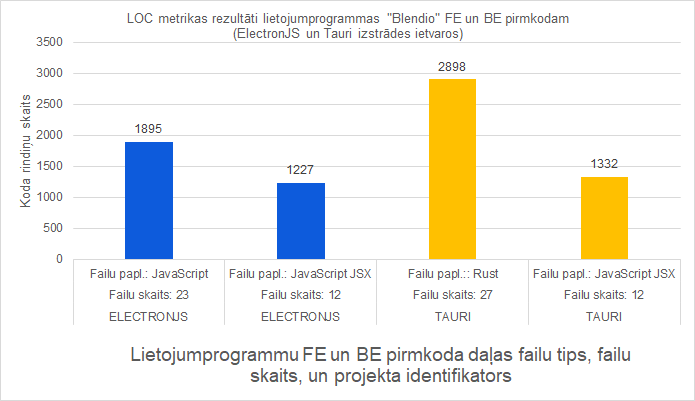 LOC metrikas rezultāti lietojumprogrammas "Blendio" FE un BE pirmkodam
(ElectronJS un Tauri izstrādes ietvaros)
3500
3000
2500
2000
1500
1000
500
0
Koda rindiņu skaits
1895
1227
2898
1332
Failu papl.: JavaScript Failu papl.: JavaScript JSX Failu papl.:: Rust Failu papl.: JavaScript JSX
Failu skaits: 23 Failu skaits: 12 Failu skaits: 27 Failu skaits: 12
ELECTRONJS ELECTRONJS TAURI TAURI
Lietojumprogrammu FE un BE pirmkoda daļas failu tips, failu
skaits, un projekta identifikators